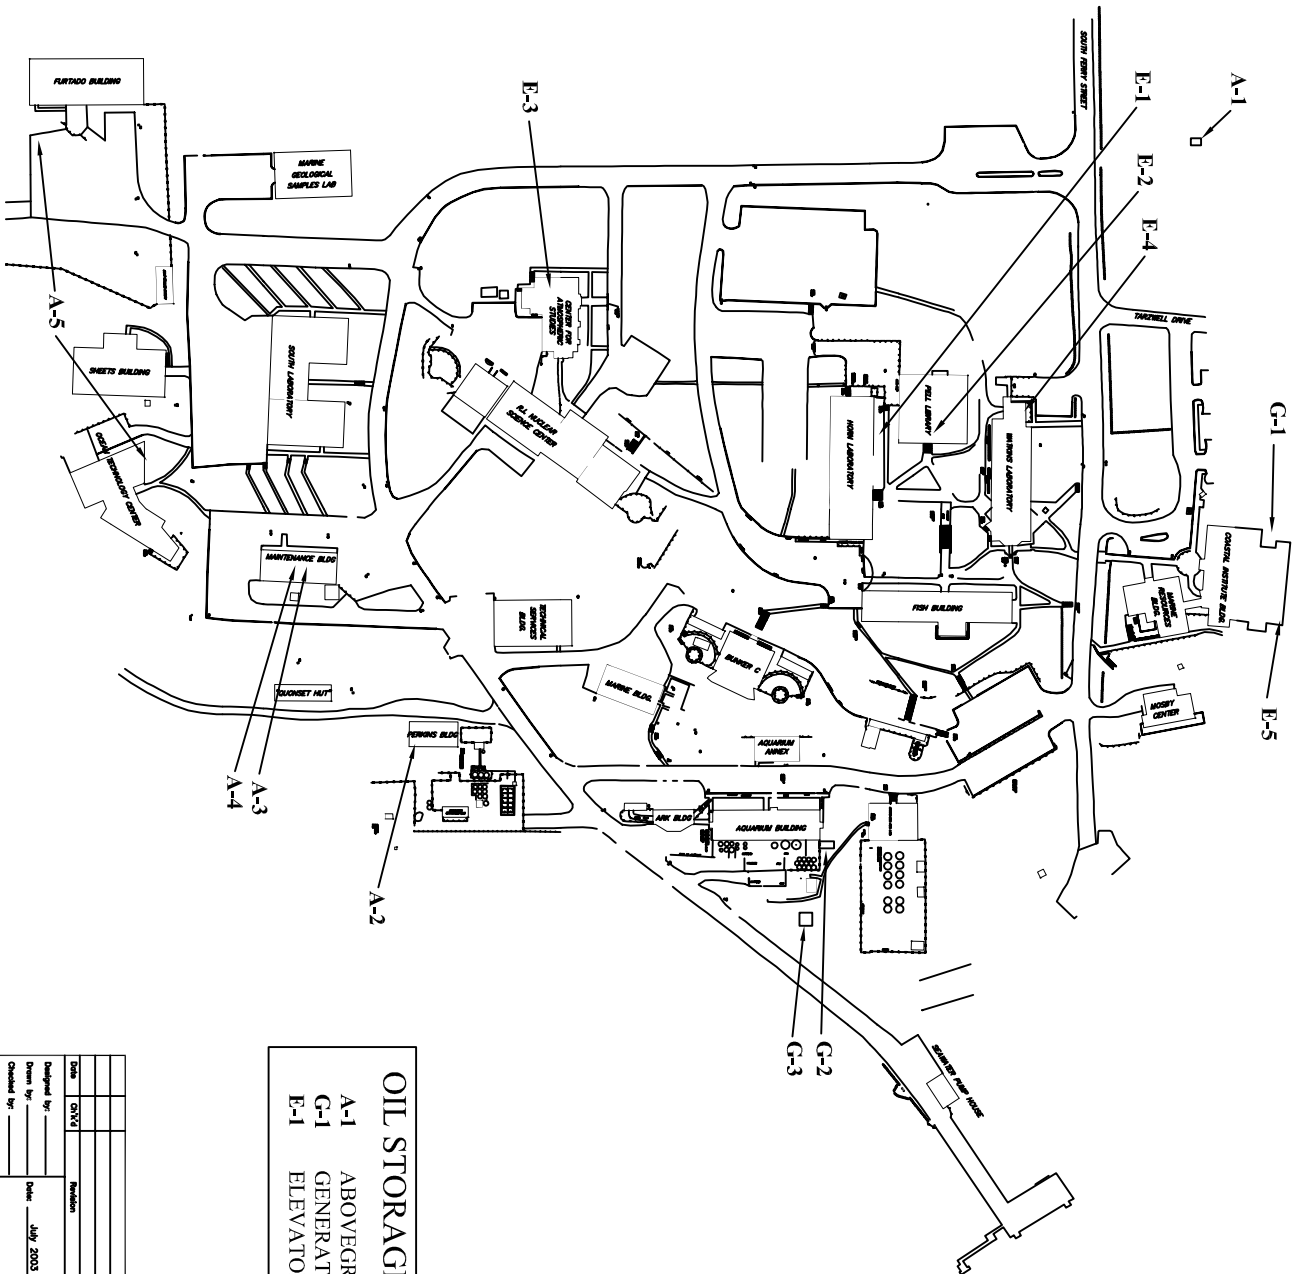 SOUTH FERRY STREET
A-1
E-1
E-2
E-4
E-3
FURTADO BUILDING
MARINE
GEOLOGICAL
SAMPLES LAB
A-5
TARZWELL DRIVE
G-1
CENTER FOR
ATMOSPHERIC
STUDIES
PELL LIBRARY
SHEETS BUILDING
SOUTH LABORATORY
R.I. NUCLEAR
SCIENCE CENTER
HORN LABORATORY
WATKINS LABORATORY
OCEAN TECHNOLOGY CENTER
COASTAL INSTITUTE BLDG.
MAINTENANCE BLDG
TECHNICAL
SERVICES
BLDG.
FISH BUILDING
MARINE
RESOURCES
BLDG.
E-5
BUNKER C
"QUONSET HUT"
MARINE BLDG.
MOSBY
CENTER
PERKINS BLDG
AQUARIUM
ANNEX
A-3
A-4
ARK BLDG
AQUARIUM BUILDING
A-2
G-2
G-3
SEAWATER PUMP HOUSE
OIL STORAGE
A-1 ABOVEGR
G-1 GENERAT
E-1 ELEVATO
Date Ch'k'd Revision
Designed by:
Drawn by:
Checked by:
Date: July 2003